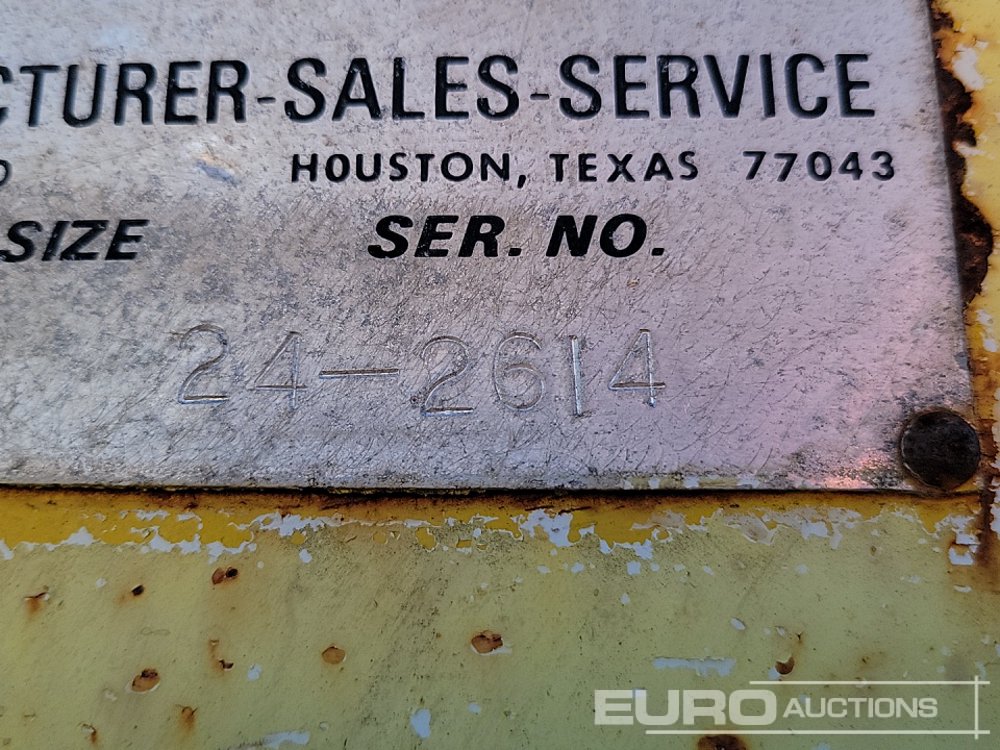 CTURER-SALES-SERVICE
HOUSTON, TEXAS 77043
SIZE SER. NO.
24-2614
EURO AUCTIONS